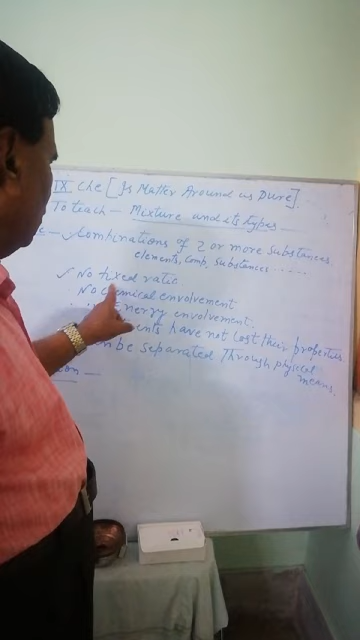 IX Che [Is Matter Around us Pure]
To teach - Mixture and its types -
Combinations of 2 or more substances
elements, comb, substances .....
✓ No fixed ratio
No chemical envolvement
energy envolvement.
have not lost their properties
be separated through physical
means.